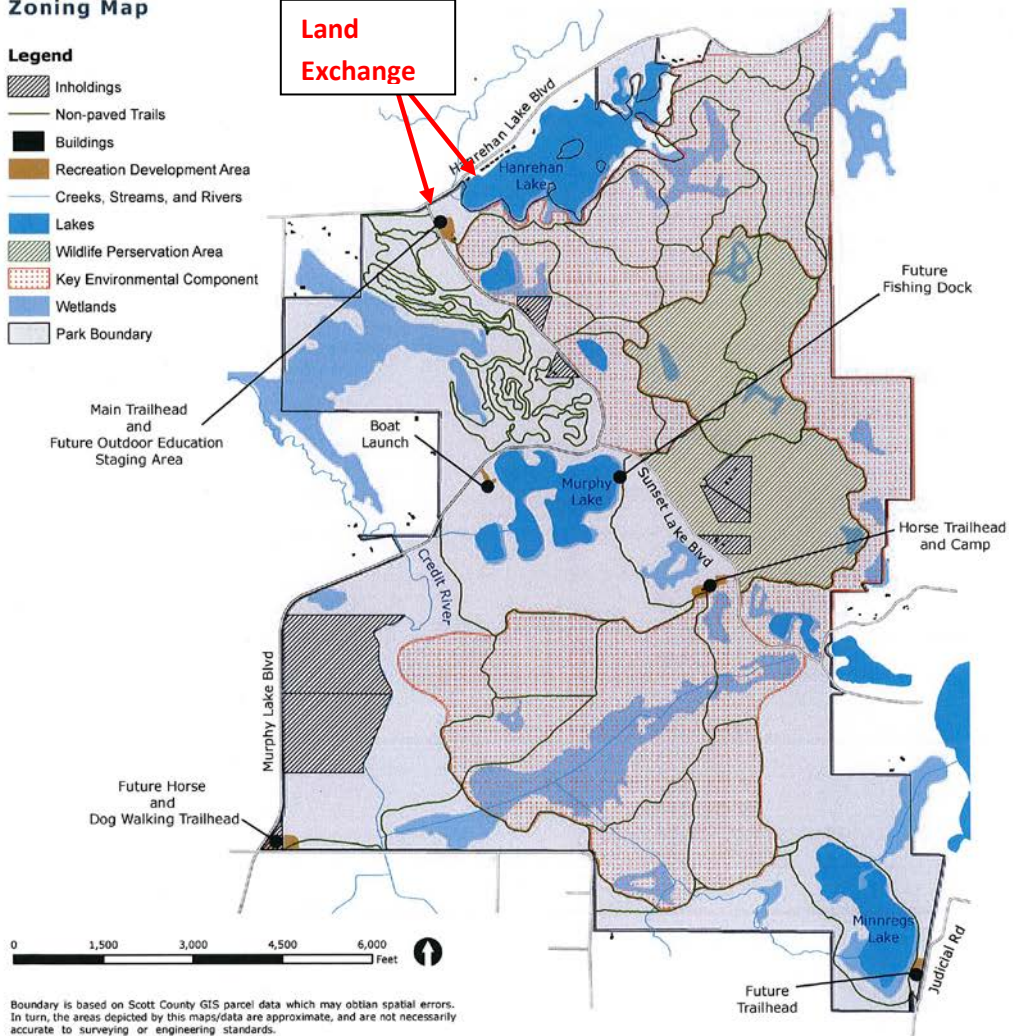 Zoning Map
Land
Exchange
Legend
Inholdings
Non-paved Trails
Buildings
Recreation Development Area
Creeks, Streams, and Rivers
Lakes
Wildlife Perservation Area
Key Environmental Component
Wetlands
Park Boundary
Hanrehan Lake Blvd
Hanrehan
Lake
Future
Fishing Dock
Main Trailhead
and
Future Outdoor Education
Staging Area
Boat
Launch
Murphy
Lake
Sunset Lake Blvd
Horse Trailhead
and Camp
Credit River
Murphy Lake Blvd
Future Horse
and
Dog Walking Trailhead
Minnregs
Lake
Judicial Rd
Future
Trailhead
0 1,500 3,000 4,500 6,000
Feet
Boundary is based on Scott County GIS parcel data which may obtian spatial errors.
In turn, the areas depicted by this maps/data are approximate, and are not necessarily
accurate to surveying or engineering standards.